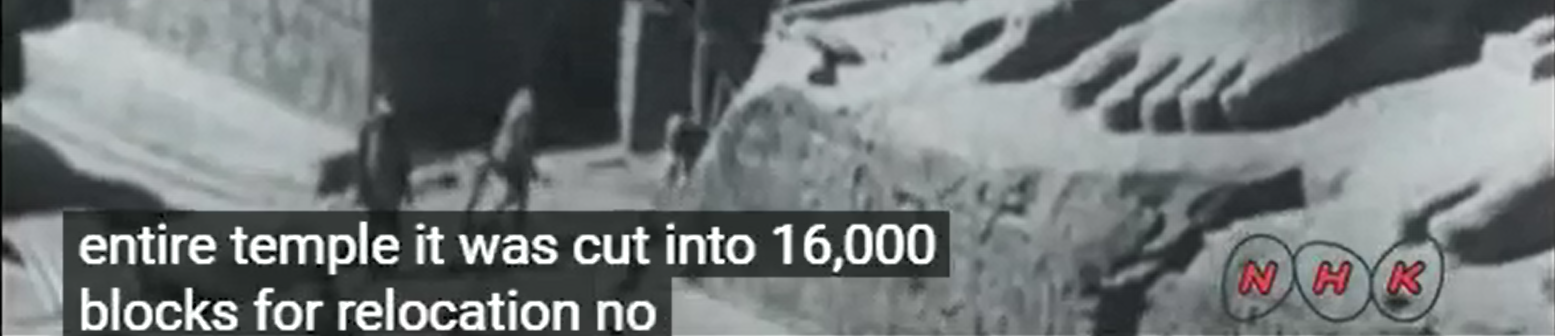 entire temple it was cut into 16,000
blocks for relocation no
NHK